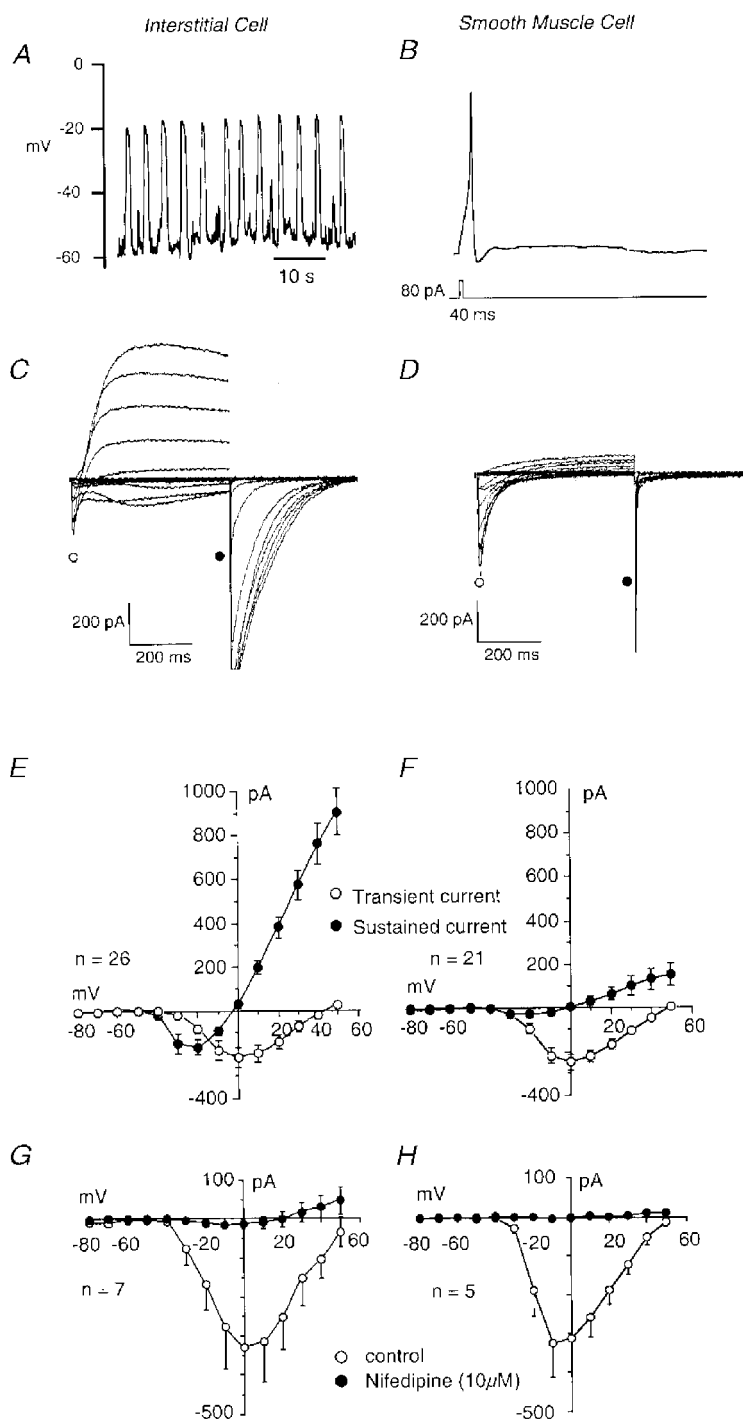 Interstitial Cell
Smooth Muscle Cell
A
0
-20
mV
-40
-60
10 s
B
80 pA
40 ms
C
200 pA
200 ms
D
200 pA
200 ms
E
1000
pA
800
600
400
200
n = 26
mV
-80
-60
-20
20
40
60
-400
Transient current
Sustained current
F
1000
pA
800
600
400
200
n = 21
mV
-80
-60
-20
20
60
-400
G
100
pA
mV
-80
-60
-20
20
60
n = 7
-500
H
100
pA
mV
-80
-60
-20
20
60
n = 5
-500
control
Nifedipine (10µM)